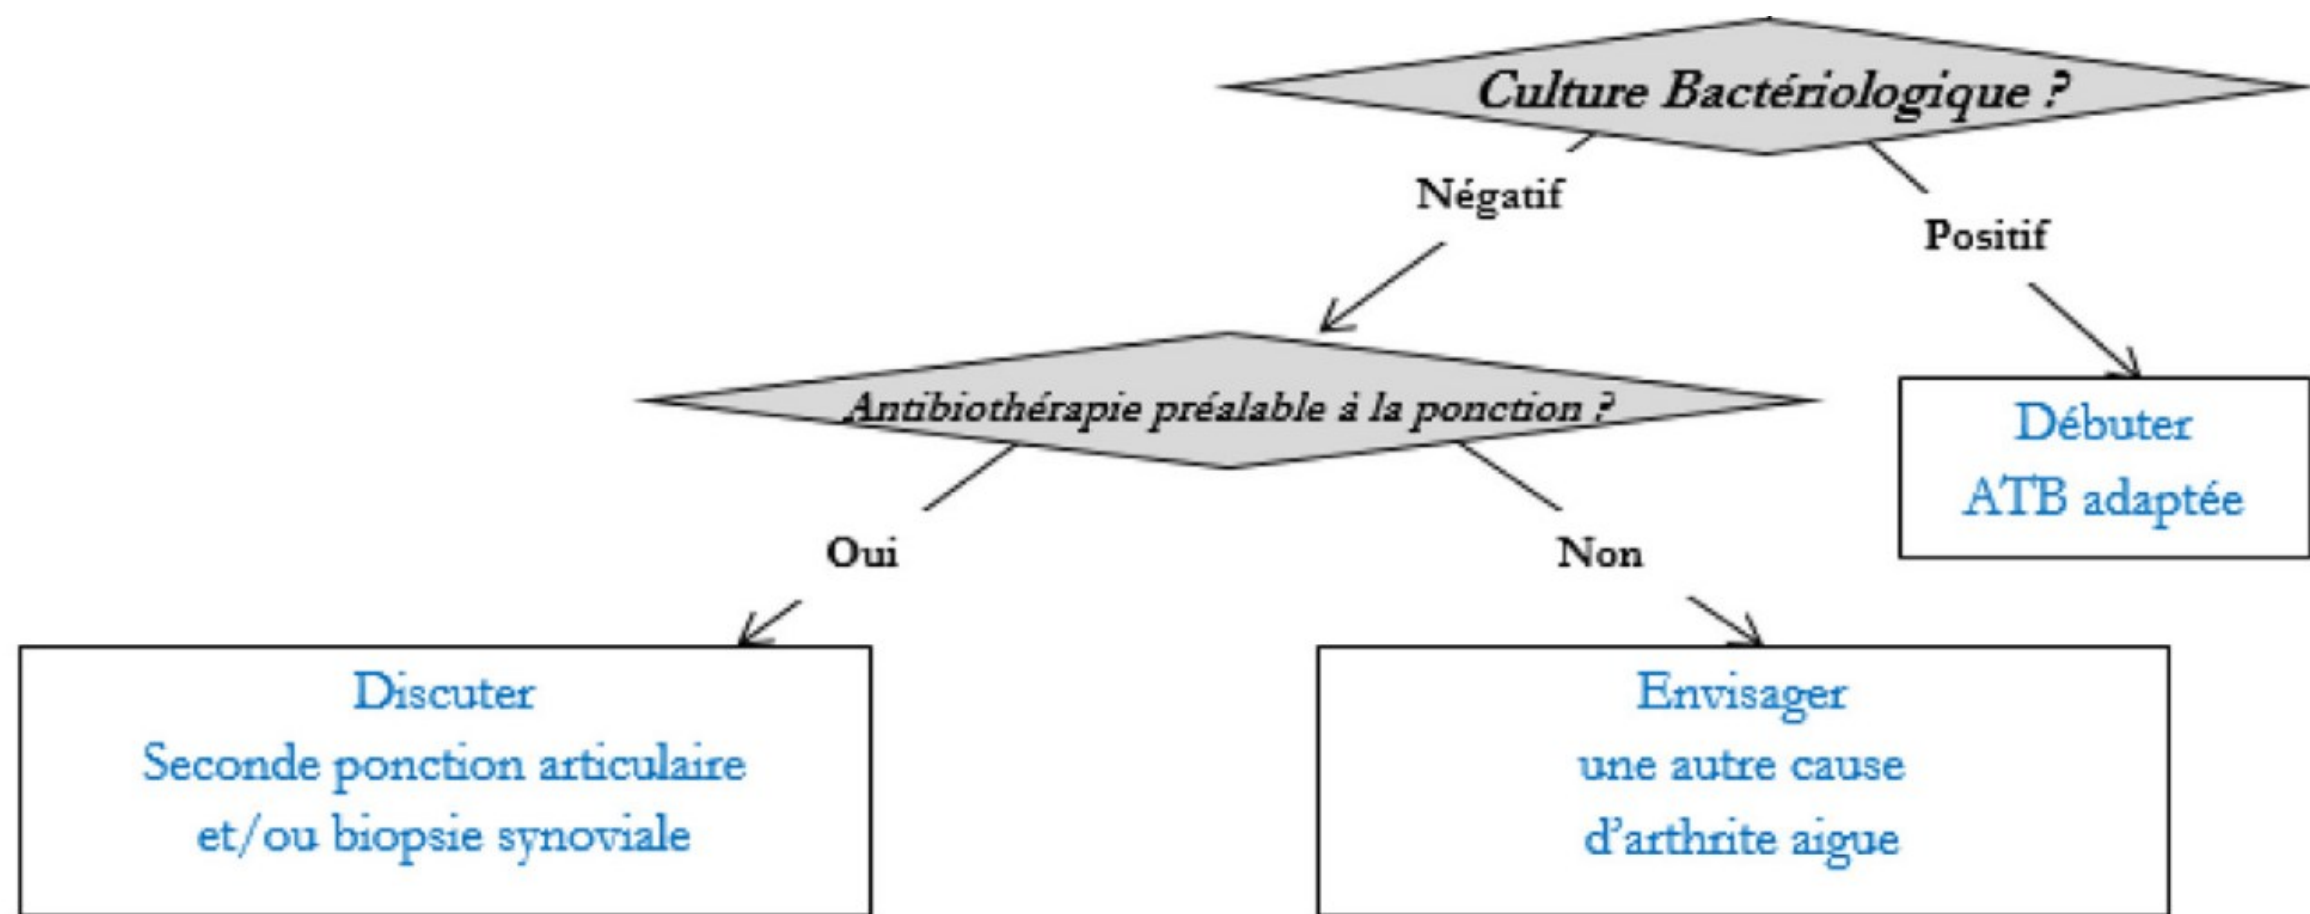 Culture Bactériologique ?
Négatif
Positif
Antibiothérapie préalable à la ponction ?
Débuter
ATB adaptée
Oui
Non
Discuter
Seconde ponction articulaire
et/ou biopsie synoviale
Envisager
une autre cause
d'arthrite aigue